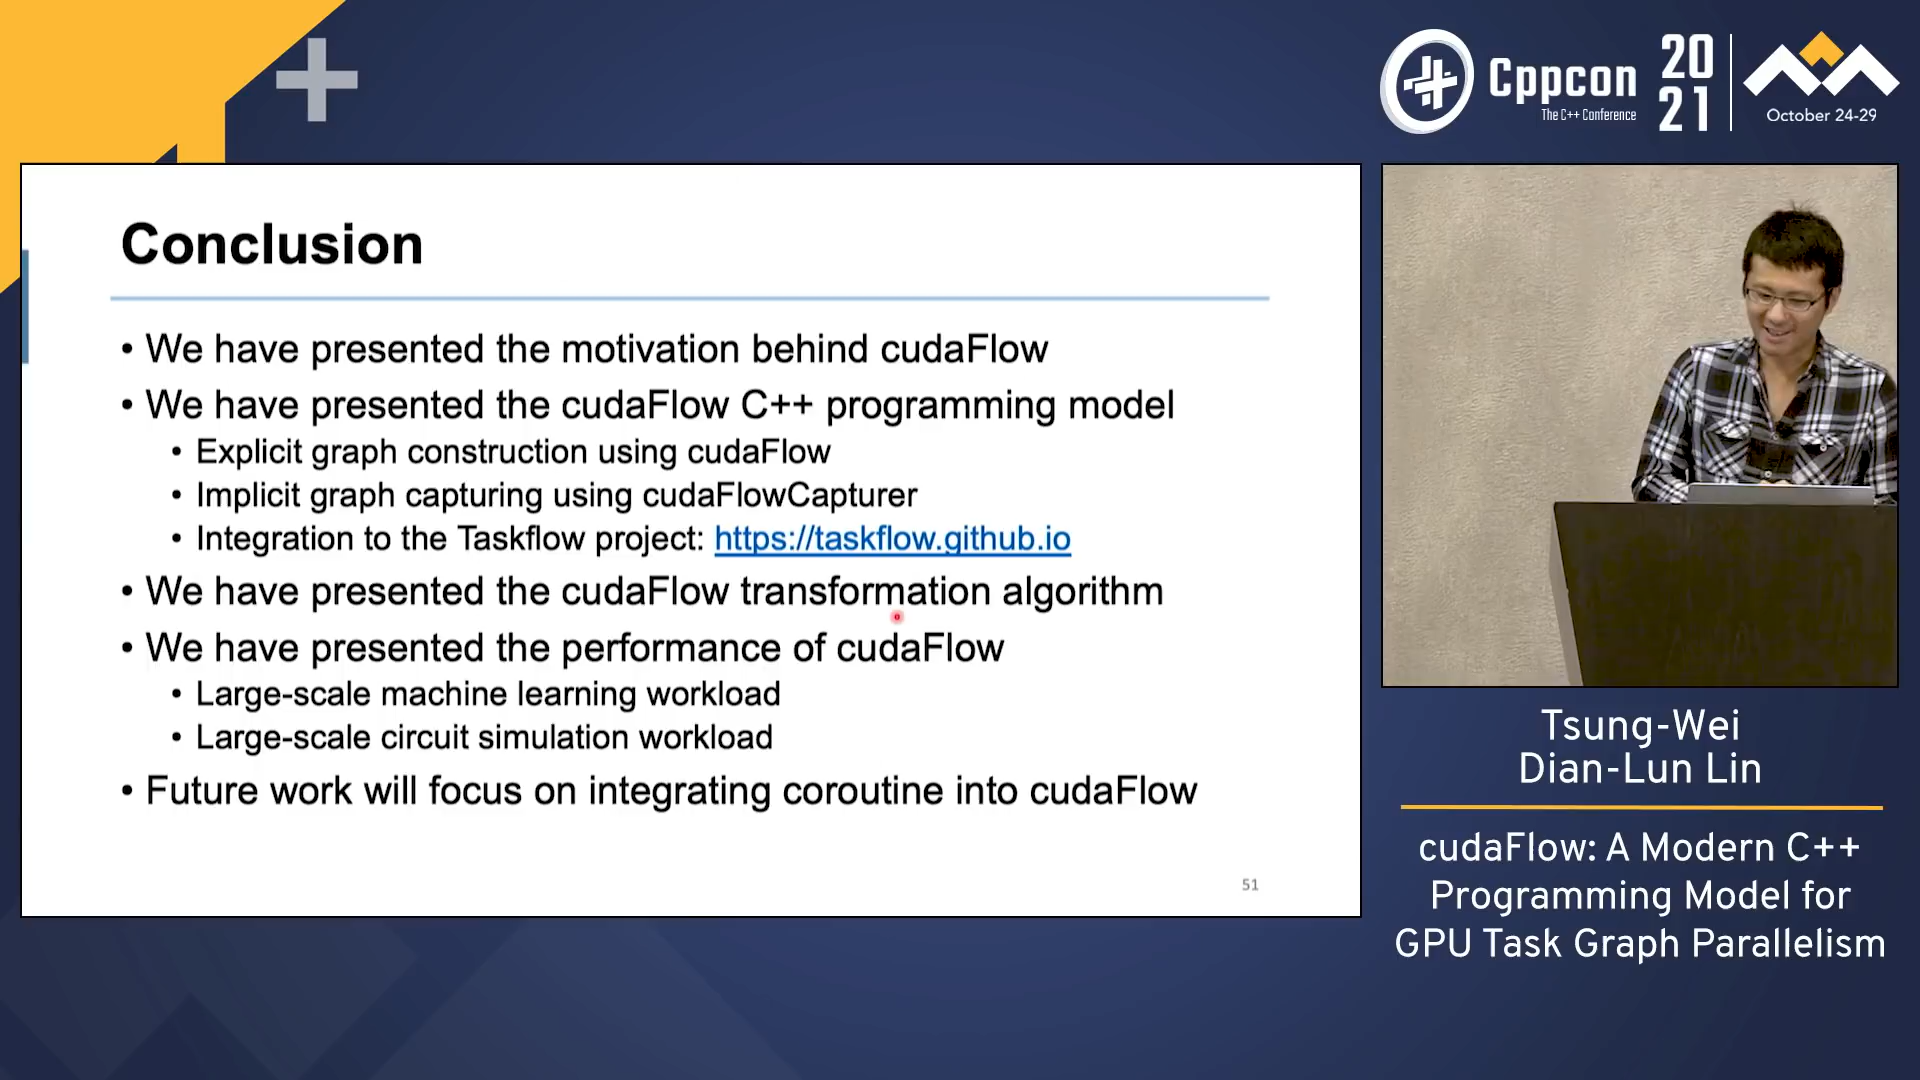 Cppcon
The C++ Conference
20
21
October 24-29
Conclusion
• We have presented the motivation behind cudaFlow
• We have presented the cudaFlow C++ programming model
• Explicit graph construction using cudaFlow
• Implicit graph capturing using cudaFlowCapturer
• Integration to the Taskflow project: https://taskflow.github.io
• We have presented the cudaFlow transformation algorithm
• We have presented the performance of cudaFlow
• Large-scale machine learning workload
• Large-scale circuit simulation workload
• Future work will focus on integrating coroutine into cudaFlow
51
Tsung-Wei
Dian-Lun Lin
cudaFlow: A Modern C++
Programming Model for
GPU Task Graph Parallelism